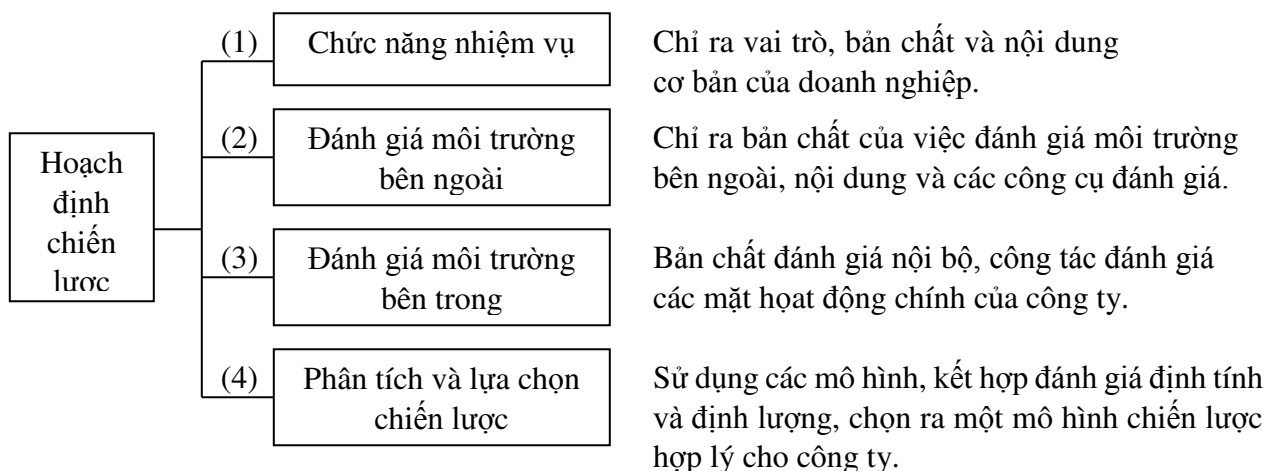 (1)
Chức năng nhiệm vụ
Chỉ ra vai trò, bản chất và nội dung
cơ bản của doanh nghiệp.
Hoạch
định
chiến
lược
(2)
Đánh giá môi trường
bên ngoài
Chỉ ra bản chất của việc đánh giá môi trường
bên ngoài, nội dung và các công cụ đánh giá.
(3)
Đánh giá môi trường
bên trong
Bản chất đánh giá nội bộ, công tác đánh giá
các mặt họat động chính của công ty.
(4)
Phân tích và lựa chọn
chiến lược
Sử dụng các mô hình, kết hợp đánh giá định tính
và định lượng, chọn ra một mô hình chiến lược
hợp lý cho công ty.